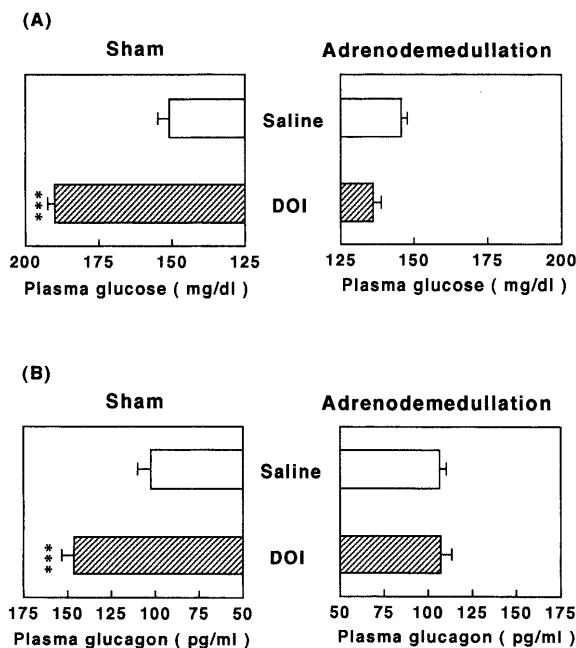 (A)
Sham Adrenodemedullation
Saline
DOI
***
200 175 150 125 125 150 175 200
Plasma glucose ( mg/dl ) Plasma glucose ( mg/dl )
(B)
Sham Adrenodemedullation
Saline
DOI
***
175 150 125 100 75 50 50 75 100 125 150 175
Plasma glucagon ( pg/ml ) Plasma glucagon ( pg/ml )